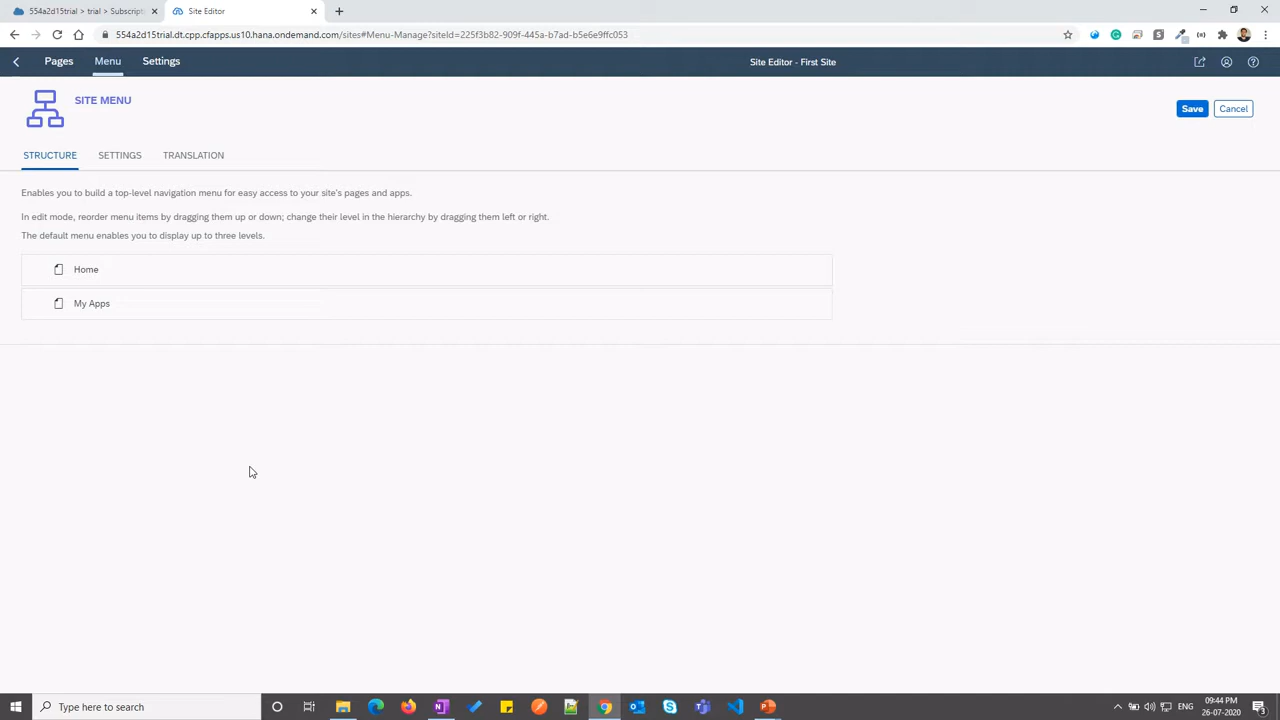 554a2d15trial > trial > Subscripti
Site Editor
554a2d15trial.dt.cpp.cfapps.us10.hana.ondemand.com/sites#Menu-Manage?siteId=225f3b82-909f-445a-b7ad-b5e6e9ffc053
Pages
Menu
Settings
Site Editor - First Site
SITE MENU
Save
Cancel
STRUCTURE
SETTINGS
TRANSLATION
Enables you to build a top-level navigation menu for easy access to your site's pages and apps.
In edit mode, reorder menu items by dragging them up or down; change their level in the hierarchy by dragging them left or right.
The default menu enables you to display up to three levels.
Home
My Apps
Type here to search
ENG
09:44 PM
26-07-2020
3